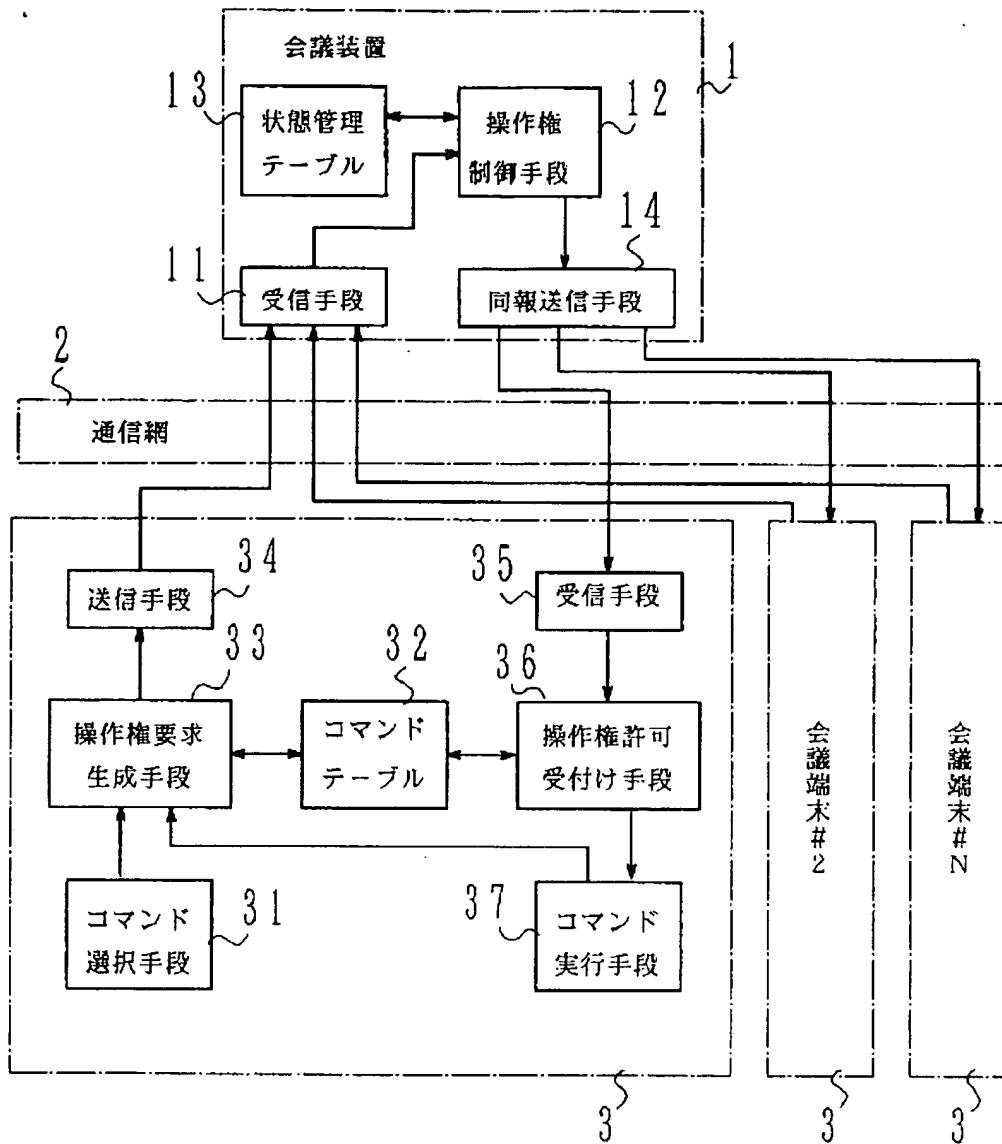 会議装置
1
13
状態管理
テーブル
操作権
制御手段
12
14
11
受信手段
同報送信手段
2
通信網
34
送信手段
35
受信手段
33
32
36
操作権要求
生成手段
コマンド
テーブル
操作権許可
受付け手段
会議端末#2
会議端末#N
コマンド
選択手段
31
37
コマンド
実行手段
3
3
3